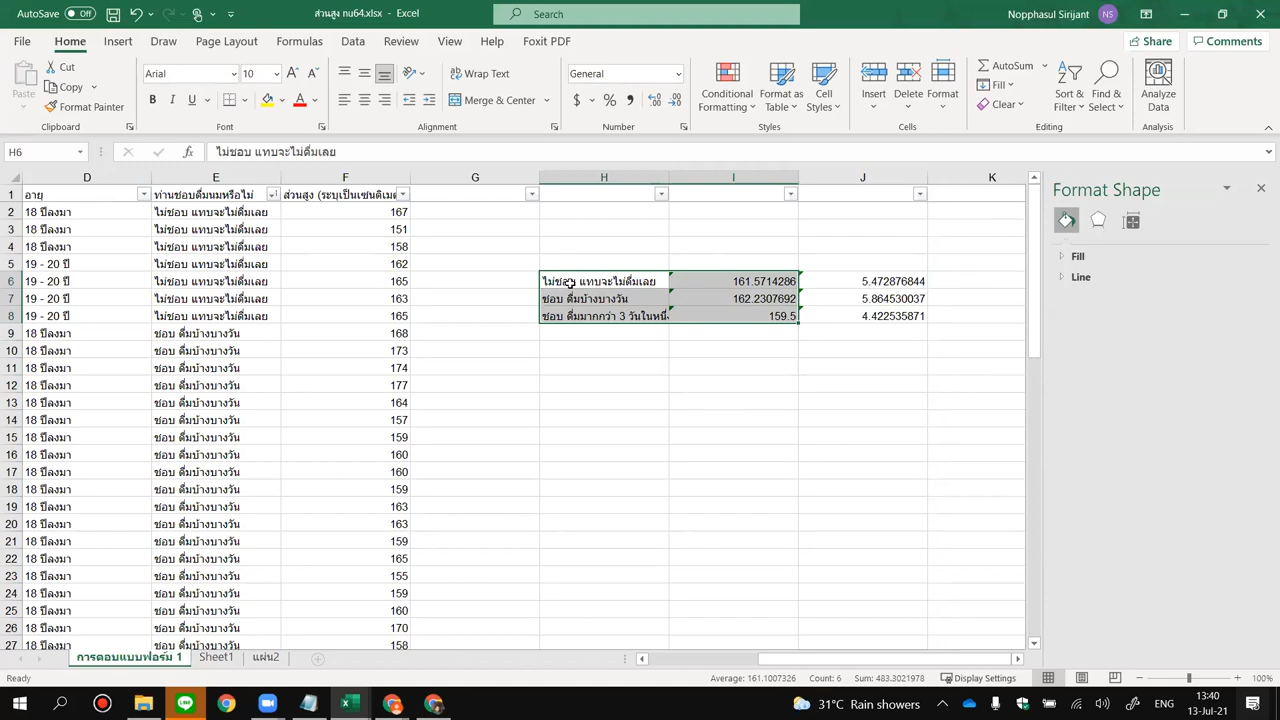 AutoSave Off ส่วนสูง nu64.xlsx - Excel Search Nopphasul Sirijant NS
File Home Insert Draw Page Layout Formulas Data Review View Help Foxit PDF Share Comments
Paste Cut Copy Format Painter Clipboard
Arial 10 B I U A Font
Wrap Text Merge & Center Alignment
General $ % , Number
Conditional Formatting Format as Table Cell Styles Styles
Insert Delete Format Cells
AutoSum Fill Clear Sort & Filter Find & Select Editing
Analyze Data Analysis
H6 fx ไม่ชอบ แทบจะไม่ดื่มเลย
Format Shape
Fill
Line
D E F G H I J K
1 อายุ ท่านชอบดื่มนมหรือไม่ ส่วนสูง (ระบุเป็นเซนติเมต
2 18 ปีลงมา ไม่ชอบ แทบจะไม่ดื่มเลย 167
3 18 ปีลงมา ไม่ชอบ แทบจะไม่ดื่มเลย 151
4 18 ปีลงมา ไม่ชอบ แทบจะไม่ดื่มเลย 158
5 19 - 20 ปี ไม่ชอบ แทบจะไม่ดื่มเลย 162
6 19 - 20 ปี ไม่ชอบ แทบจะไม่ดื่มเลย 165 ไม่ชอบ แทบจะไม่ดื่มเลย 161.5714286 5.472876844
7 19 - 20 ปี ไม่ชอบ แทบจะไม่ดื่มเลย 163 ชอบ ดื่มบ้างบางวัน 162.2307692 5.864530037
8 19 - 20 ปี ไม่ชอบ แทบจะไม่ดื่มเลย 165 ชอบ ดื่มมากกว่า 3 วันในหนึ่ง 159.5 4.422535871
9 18 ปีลงมา ชอบ ดื่มบ้างบางวัน 168
10 18 ปีลงมา ชอบ ดื่มบ้างบางวัน 173
11 18 ปีลงมา ชอบ ดื่มบ้างบางวัน 174
12 18 ปีลงมา ชอบ ดื่มบ้างบางวัน 177
13 18 ปีลงมา ชอบ ดื่มบ้างบางวัน 164
14 18 ปีลงมา ชอบ ดื่มบ้างบางวัน 157
15 18 ปีลงมา ชอบ ดื่มบ้างบางวัน 159
16 18 ปีลงมา ชอบ ดื่มบ้างบางวัน 160
17 18 ปีลงมา ชอบ ดื่มบ้างบางวัน 160
18 18 ปีลงมา ชอบ ดื่มบ้างบางวัน 159
19 18 ปีลงมา ชอบ ดื่มบ้างบางวัน 163
20 18 ปีลงมา ชอบ ดื่มบ้างบางวัน 163
21 18 ปีลงมา ชอบ ดื่มบ้างบางวัน 159
22 18 ปีลงมา ชอบ ดื่มบ้างบางวัน 165
23 18 ปีลงมา ชอบ ดื่มบ้างบางวัน 155
24 18 ปีลงมา ชอบ ดื่มบ้างบางวัน 159
25 18 ปีลงมา ชอบ ดื่มบ้างบางวัน 160
26 18 ปีลงมา ชอบ ดื่มบ้างบางวัน 170
27 18 ปีลงมา ชอบ ดื่มบ้างบางวัน 158
การตอบแบบฟอร์ม 1 Sheet1 แผ่น2
Ready Average: 161.1007326 Count: 6 Sum: 483.3021978 Display Settings 100%
31°C Rain showers ENG 13:40
13-Jul-21